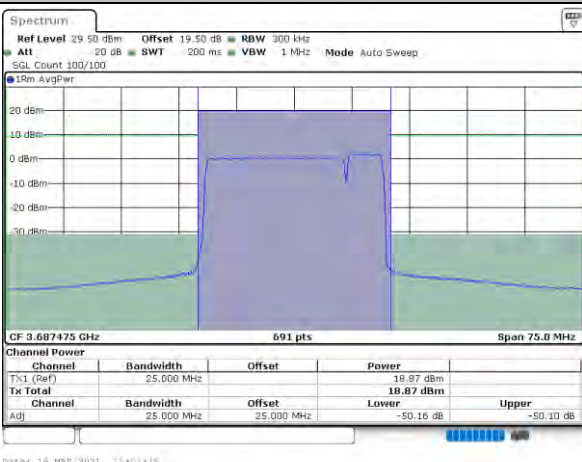 Spectrum
Ref Level 29.50 dBm Offset 19.50 dB RBW 300 kHz
Att 20 dB SWT 200 ms VBW 1 MHz Mode Auto Sweep
SGL Count 100/100
1Rm AvgPwr
20 dBm
10 dBm
0 dBm
-10 dBm
-20 dBm
-30 dBm
CF 3.687475 GHz 691 pts Span 75.0 MHz
Channel Power
Channel Bandwidth Offset Power
TX1 (Ref) 25.000 MHz 18.87 dBm
Tx Total 18.87 dBm
Channel Bandwidth Offset Lower Upper
Adj 25.000 MHz 25.000 MHz -50.16 dB -50.10 dB